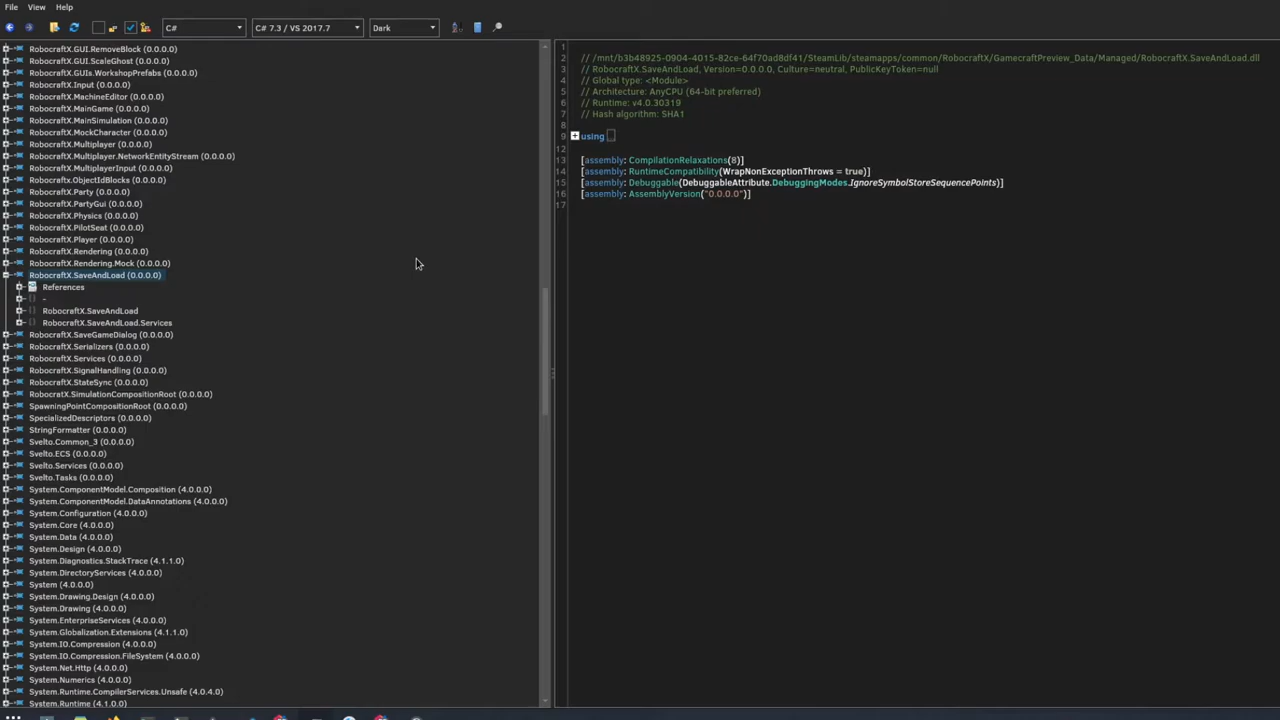 File View Help
C# C# 7.3 / VS 2017.7 Dark
RobocraftX.GUI.RemoveBlock (0.0.0.0)
RobocraftX.GUI.ScaleGhost (0.0.0.0)
RobocraftX.GUIs.WorkshopPrefabs (0.0.0.0)
RobocraftX.Input (0.0.0.0)
RobocraftX.MachineEditor (0.0.0.0)
RobocraftX.MainGame (0.0.0.0)
RobocraftX.MainSimulation (0.0.0.0)
RobocraftX.MockCharacter (0.0.0.0)
RobocraftX.Multiplayer (0.0.0.0)
RobocraftX.Multiplayer.NetworkEntityStream (0.0.0.0)
RobocraftX.MultiplayerInput (0.0.0.0)
Robocraft.ObjectIdBlocks (0.0.0.0)
RobocraftX.Party (0.0.0.0)
RobocraftX.PartyGui (0.0.0.0)
RobocraftX.Physics (0.0.0.0)
RobocraftX.PilotSeat (0.0.0.0)
RobocraftX.Player (0.0.0.0)
RobocraftX.Rendering (0.0.0.0)
RobocraftX.Rendering.Mock (0.0.0.0)
RobocraftX.SaveAndLoad (0.0.0.0)
References
-
RobocraftX.SaveAndLoad
RobocraftX.SaveAndLoad.Services
RobocraftX.SaveGameDialog (0.0.0.0)
RobocraftX.Serializers (0.0.0.0)
RobocraftX.Services (0.0.0.0)
RobocraftX.SignalHandling (0.0.0.0)
RobocraftX.StateSync (0.0.0.0)
RobocratX.SimulationCompositionRoot (0.0.0.0)
SpawningPointCompositionRoot (0.0.0.0)
SpecializedDescriptors (0.0.0.0)
StringFormatter (0.0.0.0)
Svelto.Common_3 (0.0.0.0)
Svelto.ECS (0.0.0.0)
Svelto.Services (0.0.0.0)
Svelto.Tasks (0.0.0.0)
System.ComponentModel.Composition (4.0.0.0)
System.ComponentModel.DataAnnotations (4.0.0.0)
System.Configuration (4.0.0.0)
System.Core (4.0.0.0)
System.Data (4.0.0.0)
System.Design (4.0.0.0)
System.Diagnostics.StackTrace (4.1.1.0)
System.DirectoryServices (4.0.0.0)
System (4.0.0.0)
System.Drawing.Design (4.0.0.0)
System.Drawing (4.0.0.0)
System.EnterpriseServices (4.0.0.0)
System.Globalization.Extensions (4.1.1.0)
System.IO.Compression (4.0.0.0)
System.IO.Compression.FileSystem (4.0.0.0)
System.Net.Http (4.0.0.0)
System.Numerics (4.0.0.0)
System.Runtime.CompilerServices.Unsafe (4.0.4.0)
System.Runtime (4.1.0.0)
1
2 // /mnt/b3b48925-0904-4015-82ce-64f70ad8df41/SteamLib/steamapps/common/RobocraftX/GamecraftPreview_Data/Managed/RobocraftX.SaveAndLoad.dll
3 // RobocraftX.SaveAndLoad, Version=0.0.0.0, Culture=neutral, PublicKeyToken=null
4 // Global type: <Module>
5 // Architecture: AnyCPU (64-bit preferred)
6 // Runtime: v4.0.30319
7 // Hash algorithm: SHA1
8
9 using
12
13 [assembly: CompilationRelaxations(8)]
14 [assembly: RuntimeCompatibility(WrapNonExceptionThrows = true)]
15 [assembly: Debuggable(DebuggableAttribute.DebuggingModes.IgnoreSymbolStoreSequencePoints)]
16 [assembly: AssemblyVersion("0.0.0.0")]
17